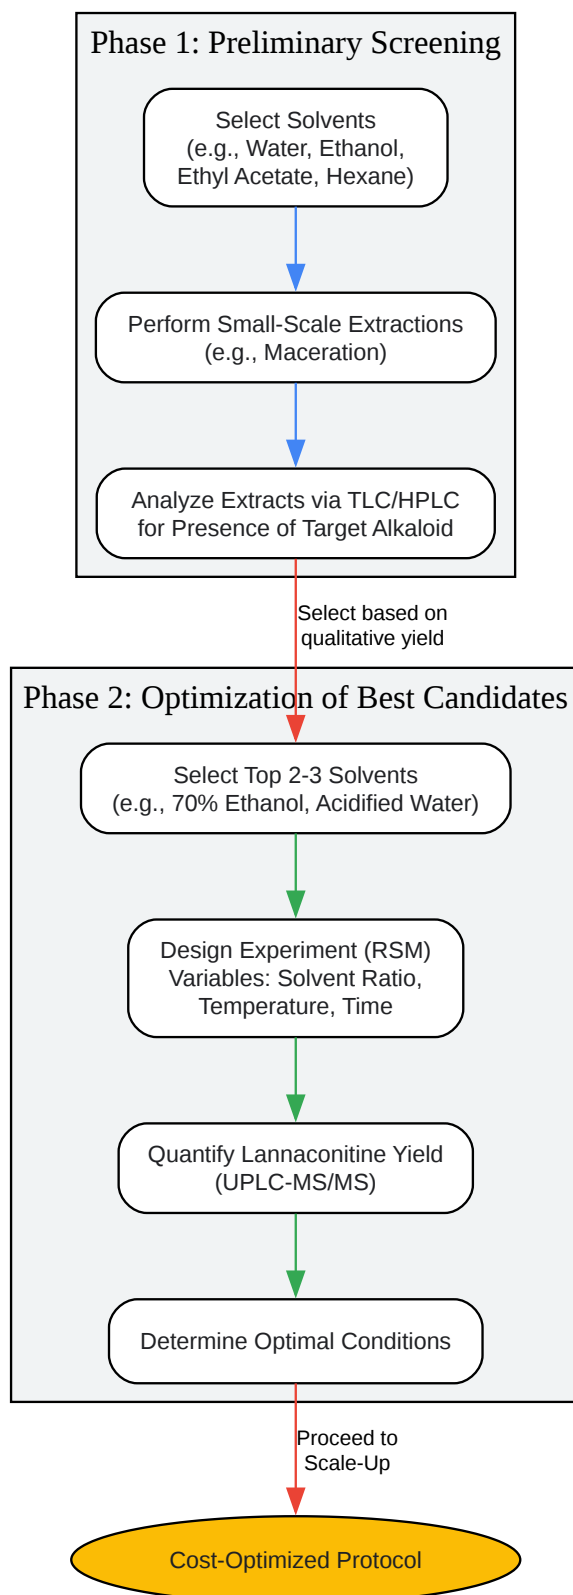 Phase 1: Preliminary Screening
Select Solvents
(e.g., Water, Ethanol,
Ethyl Acetate, Hexane)
Perform Small-Scale Extractions
(e.g., Maceration)
Analyze Extracts via TLC/HPLC
for Presence of Target Alkaloid
Select based on
qualitative yield
Phase 2: Optimization of Best Candidates
Select Top 2-3 Solvents
(e.g., 70% Ethanol, Acidified Water)
Design Experiment (RSM)
Variables: Solvent Ratio,
Temperature, Time
Quantify Lannaconitine Yield
(UPLC-MS/MS)
Determine Optimal Conditions
Proceed to
Scale-Up
Cost-Optimized Protocol